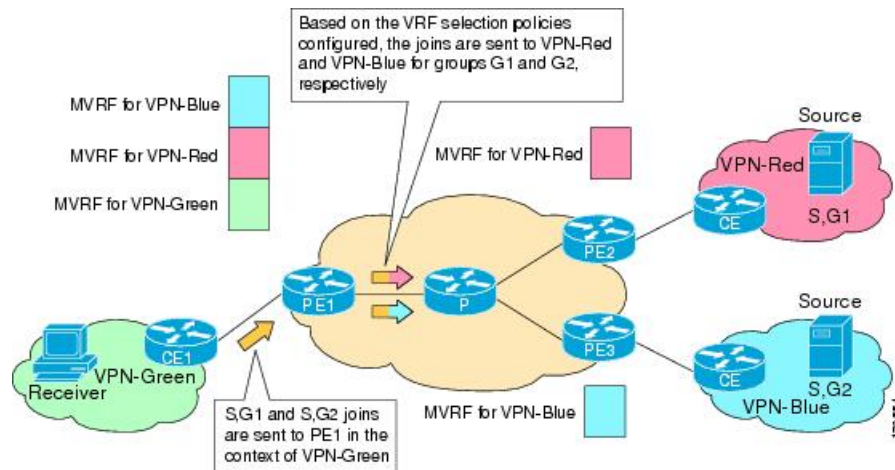 Based on the VRF selection policies
configured, the joins are sent to VPN-Red
and VPN-Blue for groups G1 and G2,
respectively
MVRF for VPN-Blue
MVRF for VPN-Red
MVRF for VPN-Green
MVRF for VPN-Red
Source
VPN-Red
S,G1
CE
PE2
PE1
P
CE1
Receiver
VPN-Green
PE3
Source
CE
S,G2
VPN-Blue
MVRF for VPN-Blue
S,G1 and S,G2 joins
are sent to PE1 in the
context of VPN-Green